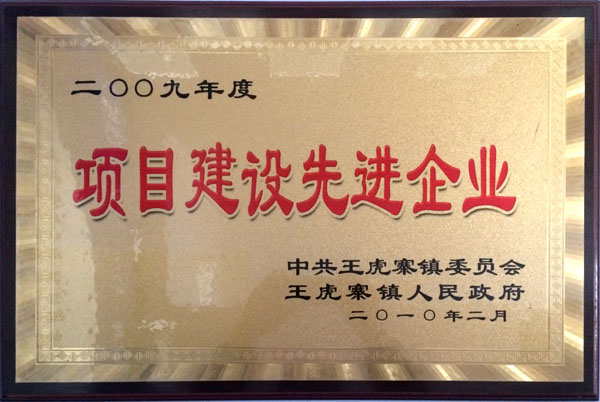 二〇〇九年度
项目建设先进企业
中共王虎寨镇委员会
王虎寨镇人民政府
二〇一〇年二月